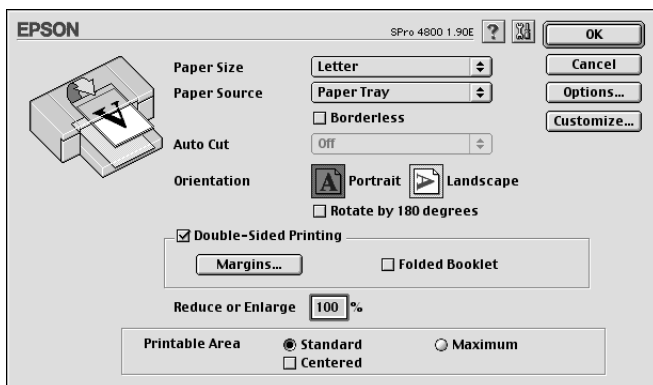 EPSON SPro 4800 1.90E ? OK
Paper Size Letter Cancel
Paper Source Paper Tray Options...
Borderless Customize...
Auto Cut Off
Orientation A Portrait A Landscape
Rotate by 180 degrees
Double-Sided Printing
Margins... Folded Booklet
Reduce or Enlarge 100 %
Printable Area Standard Maximum
Centered